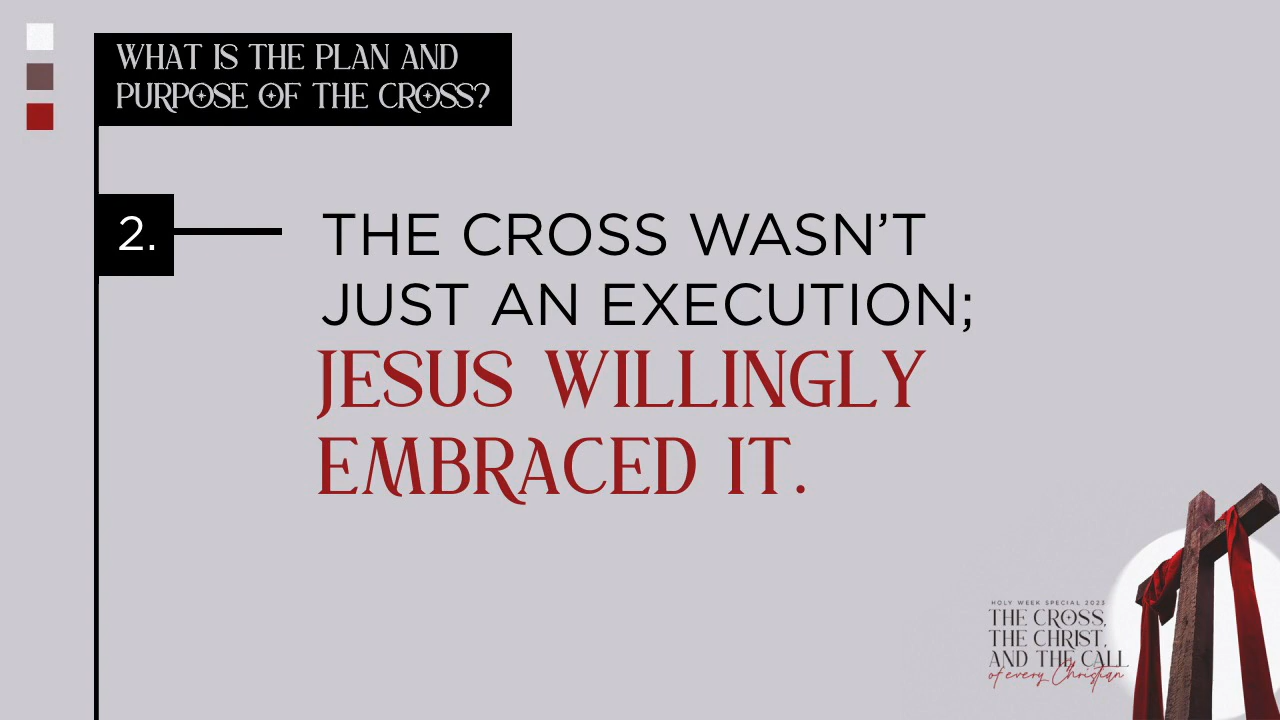 WHAT IS THE PLAN AND
PURPOSE OF THE CROSS?
2.
THE CROSS WASN’T
JUST AN EXECUTION;
JESUS WILLINGLY
EMBRACED IT.
HOLY WEEK SPECIAL 2023
THE CROSS,
THE CHRIST,
AND THE CALL
of every Christian